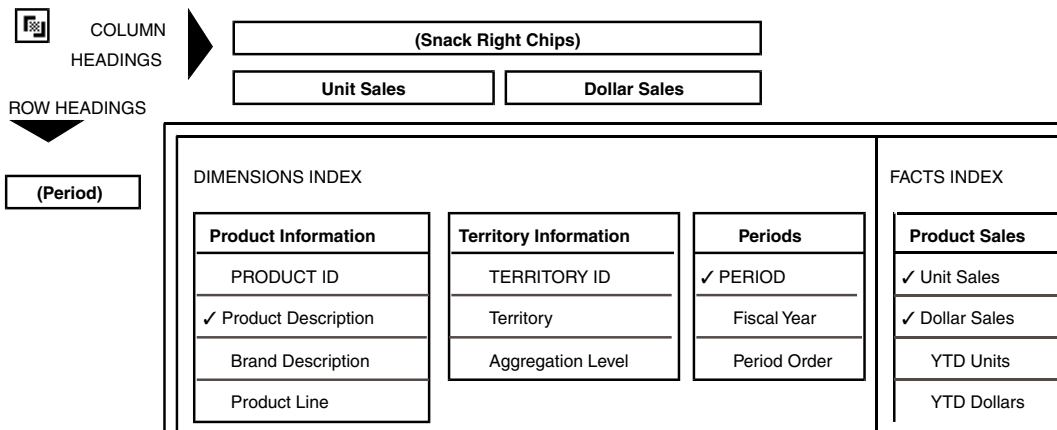 COLUMN
HEADINGS
(Snack Right Chips)
Unit Sales
Dollar Sales
ROW HEADINGS
(Period)
DIMENSIONS INDEX
Product Information
PRODUCT ID
✓ Product Description
Brand Description
Product Line
Territory Information
TERRITORY ID
Territory
Aggregation Level
Periods
✓ PERIOD
Fiscal Year
Period Order
FACTS INDEX
Product Sales
✓ Unit Sales
✓ Dollar Sales
YTD Units
YTD Dollars